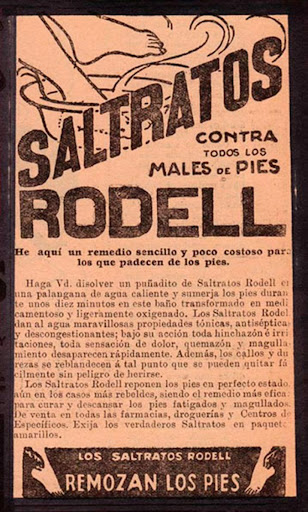 SALTRATOS
CONTRA
TODOS LOS
MALES DE PIES
RODELL
He aquí un remedio sencillo y poco costoso para
los que padecen de los pies.
Haga Vd. disolver un puñadito de Saltratos Rodell en
una palangana de agua caliente y sumerja los pies duran-
te unos diez minutos en este baño transformado en medi-
camentoso y ligeramente oxigenado. Los Saltratos Rodel
dan al agua maravillosas propiedades tónicas, antisépticas
y descongestionantes; bajo su acción toda hinchazón é irri
taciones, toda sensación de dolor, quemazón y magulla
miento desaparecen rápidamente. Además, los callos y du
rezas se reblandecen á tal punto que se pueden quitar fá
cilmente sin peligro de herirse.
Los Saltratos Rodell reponen los pies en perfecto estado,
aún en los casos más rebeldes, siendo el remedio más efica
para curar y descansar los pies fatigados y magullados.
De venta en todas las farmacias, droguerías y Centros de
Específicos. Exija los verdaderos Saltratos en paquet
amarillos.
LOS SALTRATOS RODELL
REMOZAN LOS PIES